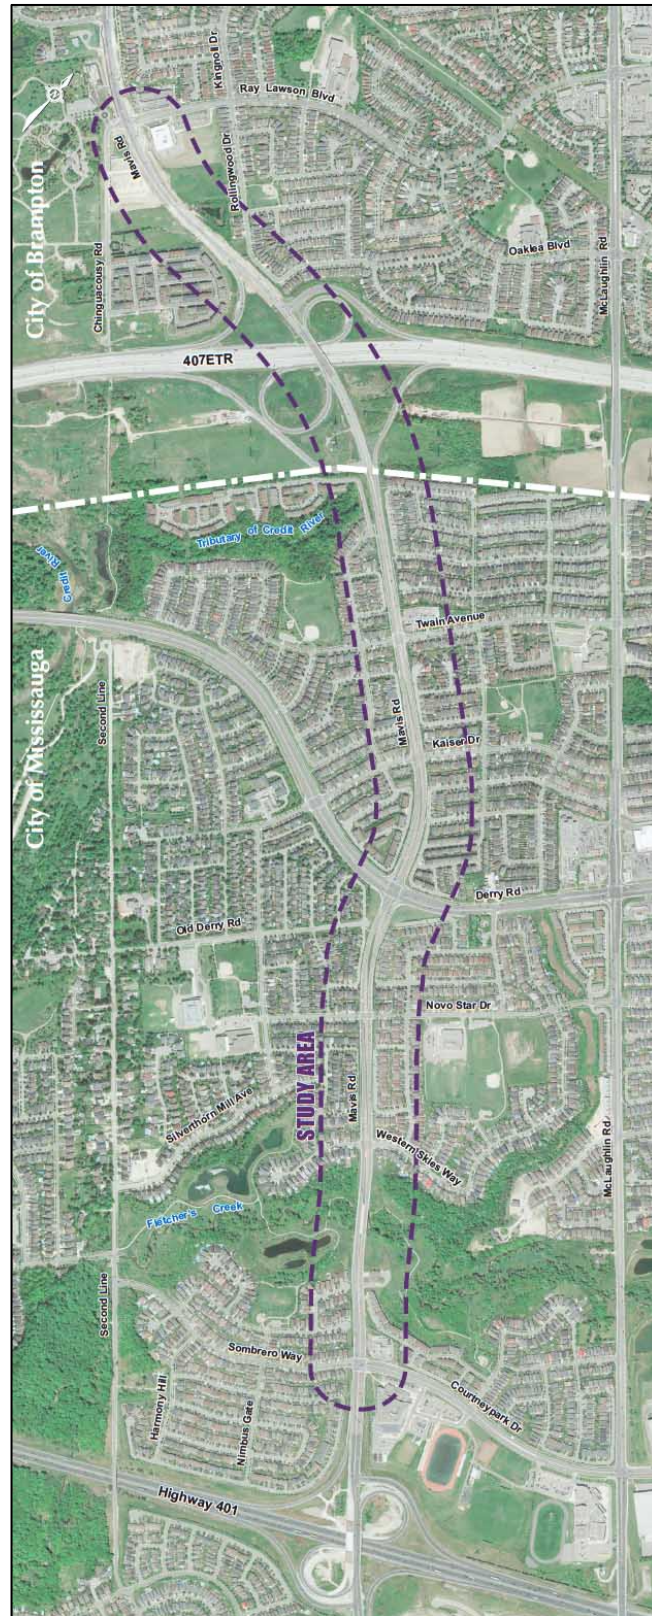 Kingnoll Dr.
Ray Lawson Blvd
Mavis Rd
Rollingwood Dr.
City of Brampton
Chinguacousy Rd
Oaklea Blvd
McLaughlin Rd
407ETR
Tributary of Credit River
Credit River
Twain Avenue
City of Mississauga
Second Line
Mavis Rd
Kaiser Dr
Derry Rd
Old Derry Rd
Novo Star Dr
STUDY AREA
Mavis Rd
Silverthorn Mill Ave
Western Skies Way
McLaughlin Rd
Fletcher's Creek
Second Line
Sombrero Way
Harmony Hill
Nimbus Gate
Courtneypark Dr
Highway 401